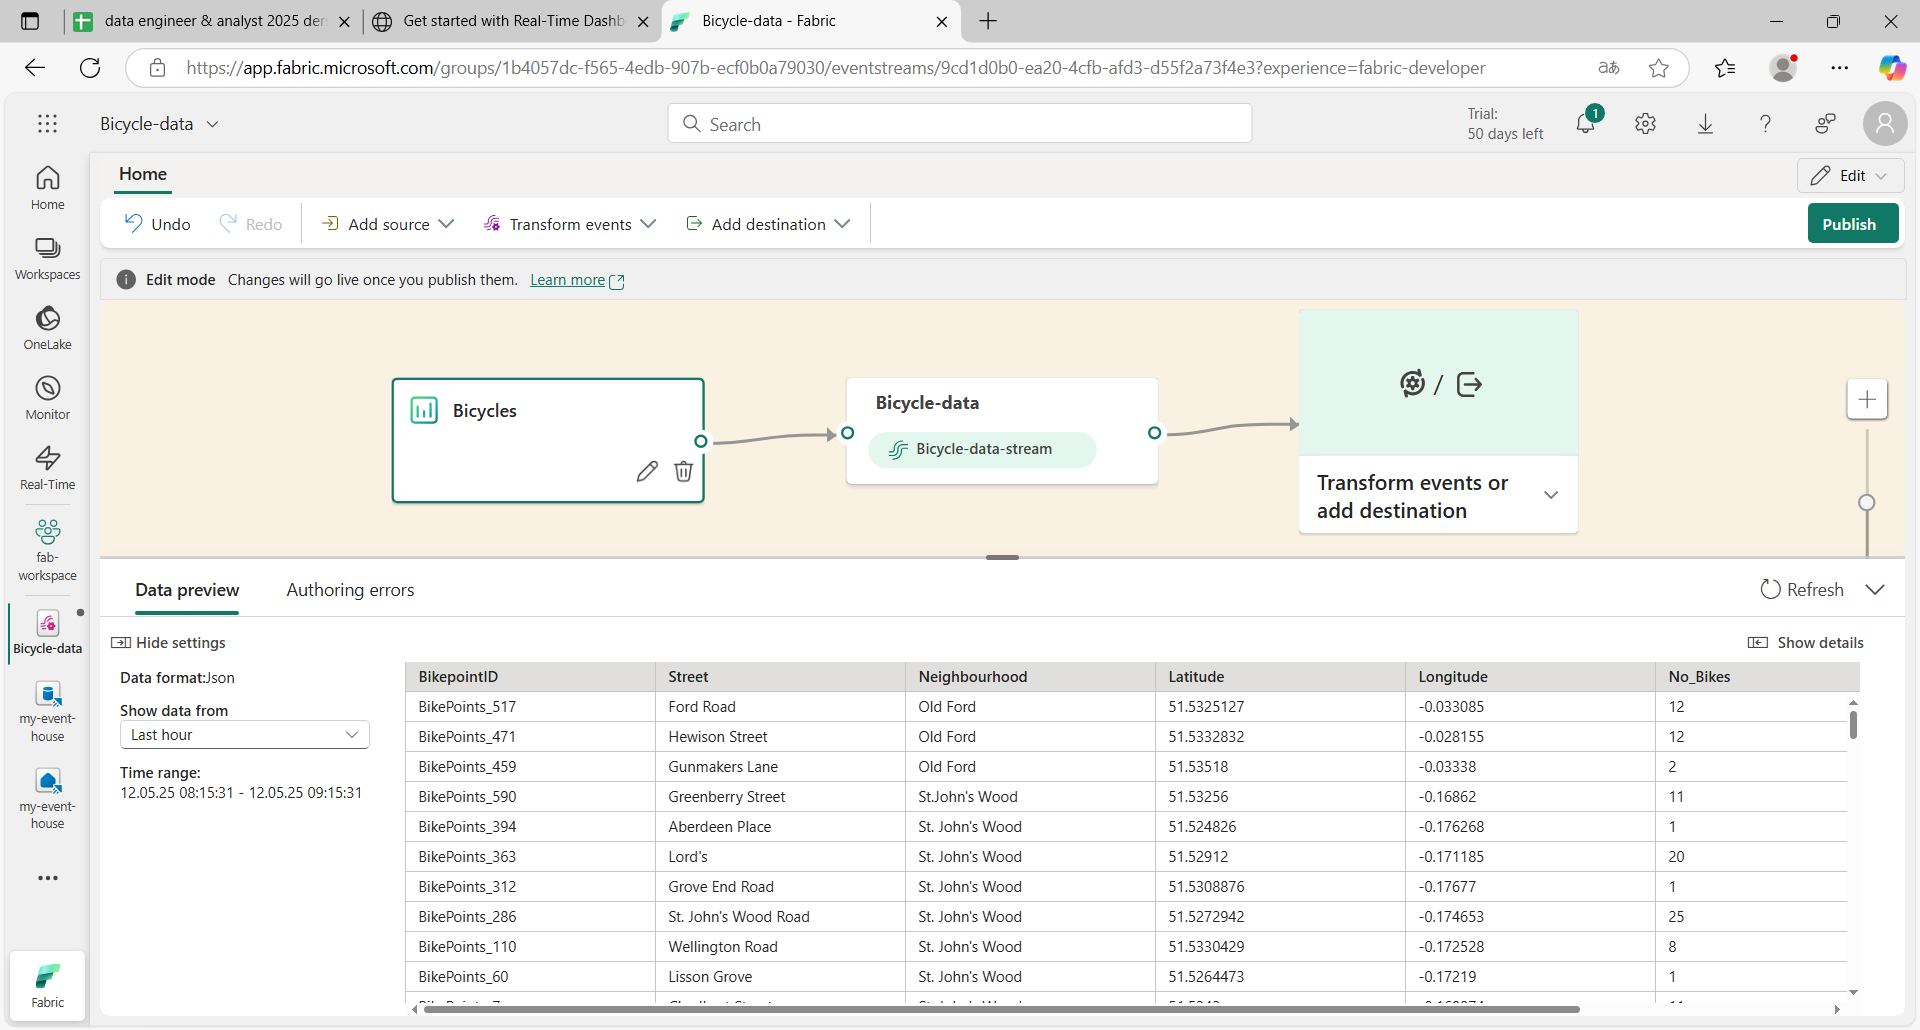 data engineer & analyst 2025 der
Get started with Real-Time Dashb
Bicycle-data - Fabric
https://app.fabric.microsoft.com/groups/1b4057dc-f565-4edb-907b-ecf0b0a79030/eventstreams/9cd1d0b0-ea20-4cfb-afd3-d55f2a73f4e3?experience=fabric-developer
Bicycle-data
Search
Trial:
50 days left
1
Home
Edit
Undo
Redo
Add source
Transform events
Add destination
Publish
Edit mode Changes will go live once you publish them. Learn more
Home
Workspaces
OneLake
Monitor
Real-Time
fab-
workspace
Bicycle-data
my-event-
house
my-event-
house
Fabric
Bicycles
Bicycle-data
Bicycle-data-stream
/
Transform events or
add destination
Data preview
Authoring errors
Refresh
Hide settings
Show details
Data format:Json
Show data from
Last hour
Time range:
12.05.25 08:15:31 - 12.05.25 09:15:31
BikepointID Street Neighbourhood Latitude Longitude No_Bikes
BikePoints_517 Ford Road Old Ford 51.5325127 -0.033085 12
BikePoints_471 Hewison Street Old Ford 51.5332832 -0.028155 12
BikePoints_459 Gunmakers Lane Old Ford 51.53518 -0.03338 2
BikePoints_590 Greenberry Street St.John's Wood 51.53256 -0.16862 11
BikePoints_394 Aberdeen Place St. John's Wood 51.524826 -0.176268 1
BikePoints_363 Lord's St. John's Wood 51.52912 -0.171185 20
BikePoints_312 Grove End Road St. John's Wood 51.5308876 -0.17677 1
BikePoints_286 St. John's Wood Road St. John's Wood 51.5272942 -0.174653 25
BikePoints_110 Wellington Road St. John's Wood 51.5330429 -0.172528 8
BikePoints_60 Lisson Grove St. John's Wood 51.5264473 -0.17219 1